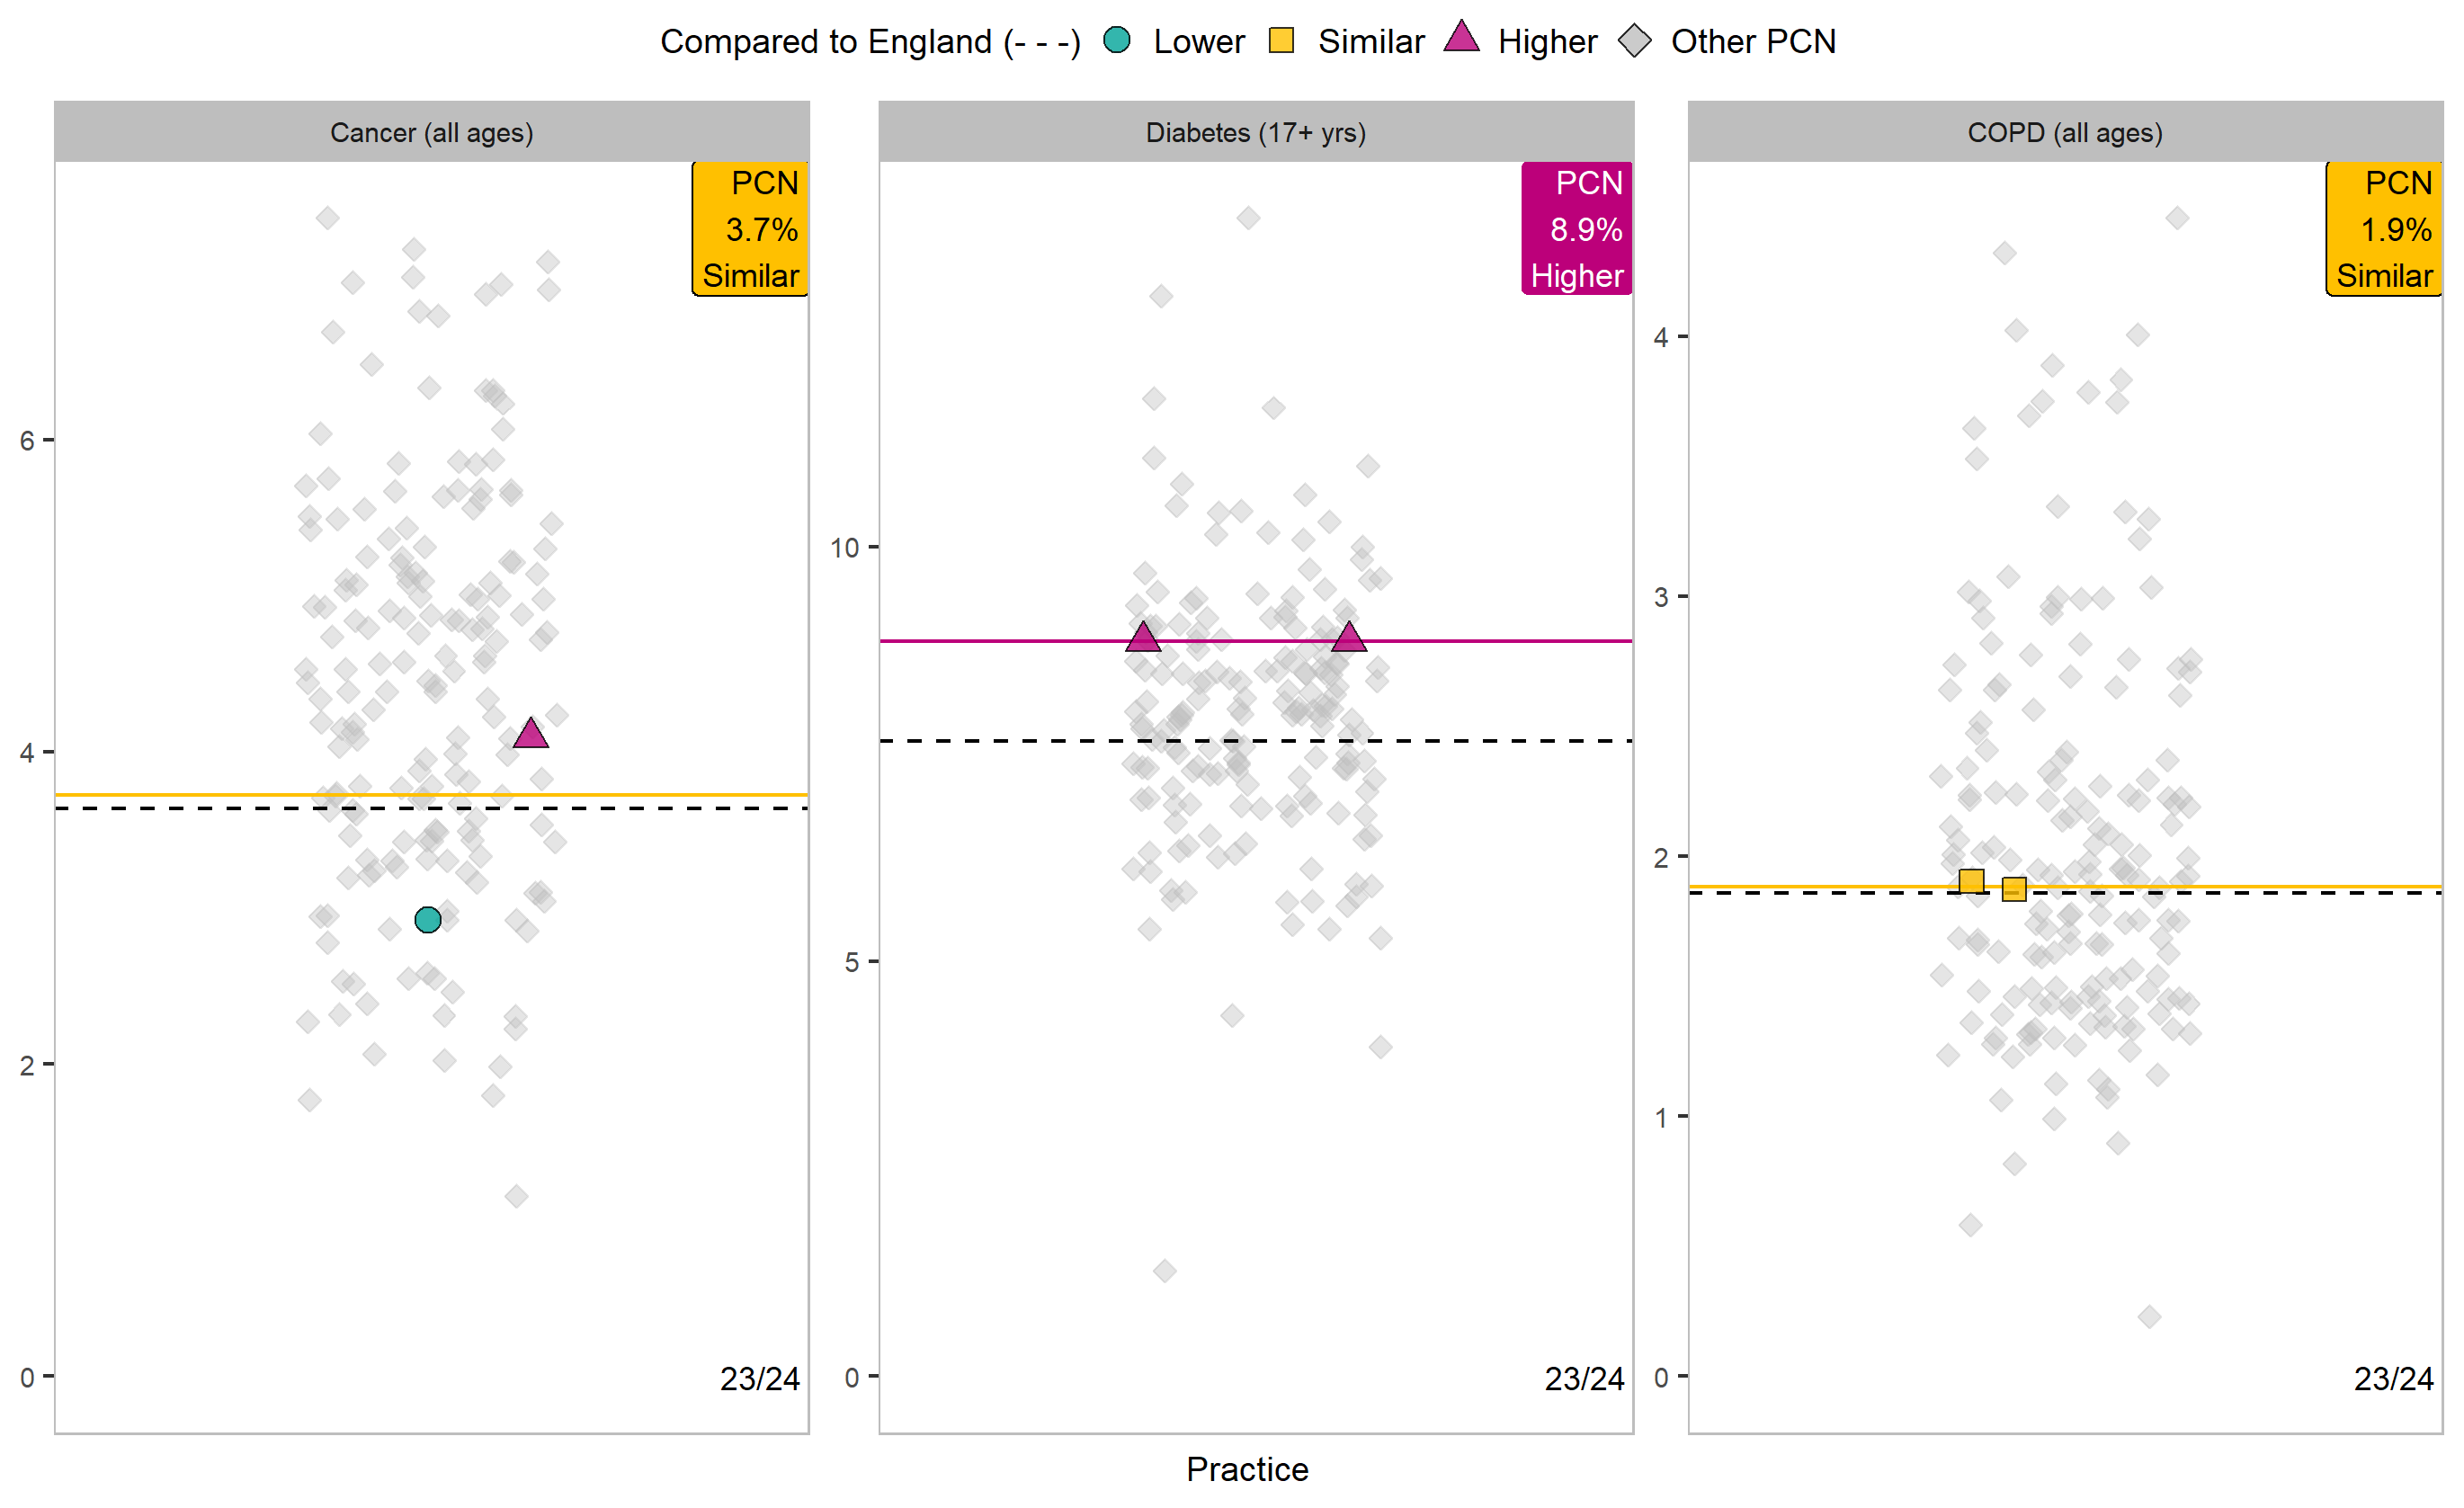 Compared to England (- - -) Lower Similar Higher Other PCN
Cancer (all ages)
PCN
3.7%
Similar
6
4
2
0
23/24
Diabetes (17+ yrs)
PCN
8.9%
Higher
10
5
0
23/24
COPD (all ages)
PCN
1.9%
Similar
4
3
2
1
0
23/24
Practice